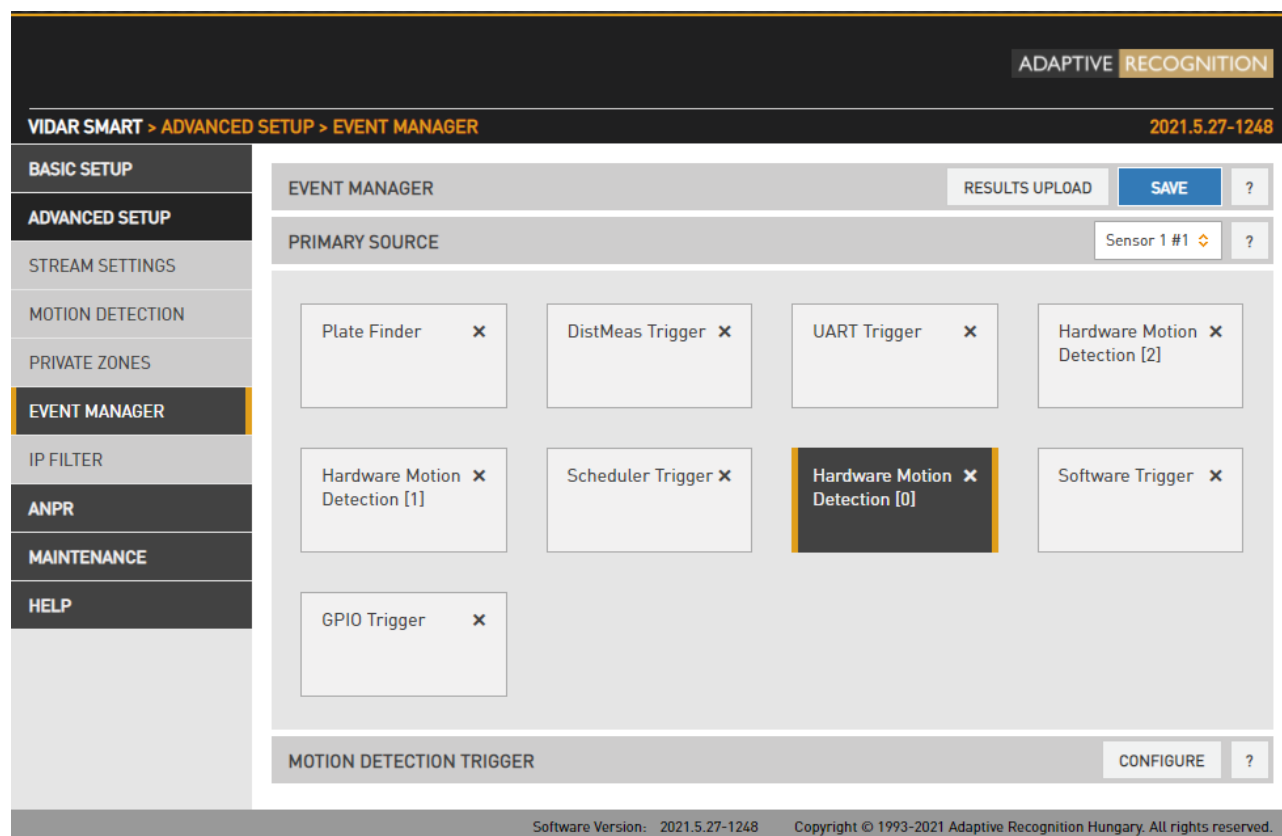 ADAPTIVE RECOGNITION
VIDAR SMART > ADVANCED SETUP > EVENT MANAGER
2021.5.27-1248
BASIC SETUP
ADVANCED SETUP
STREAM SETTINGS
MOTION DETECTION
PRIVATE ZONES
EVENT MANAGER
IP FILTER
ANPR
MAINTENANCE
HELP
EVENT MANAGER
RESULTS UPLOAD
SAVE
?
PRIMARY SOURCE
Sensor 1 #1
?
Plate Finder ×
DistMeas Trigger ×
UART Trigger ×
Hardware Motion ×
Detection [2]
Hardware Motion ×
Detection [1]
Scheduler Trigger ×
Hardware Motion ×
Detection [0]
Software Trigger ×
GPIO Trigger ×
MOTION DETECTION TRIGGER
CONFIGURE
?
Software Version: 2021.5.27-1248
Copyright © 1993-2021 Adaptive Recognition Hungary. All rights reserved.